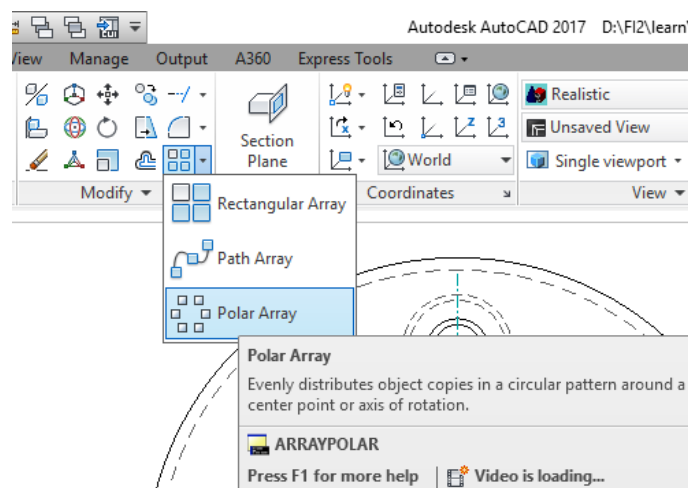 Autodesk AutoCAD 2017 D:\FI2\learn\
View Manage Output A360 Express Tools
Realistic
Section
Plane
Unsaved View
World
Single viewport
Modify
Coordinates
View
Rectangular Array
Path Array
Polar Array
Polar Array
Evenly distributes object copies in a circular pattern around a
center point or axis of rotation.
ARRAYPOLAR
Press F1 for more help
Video is loading...